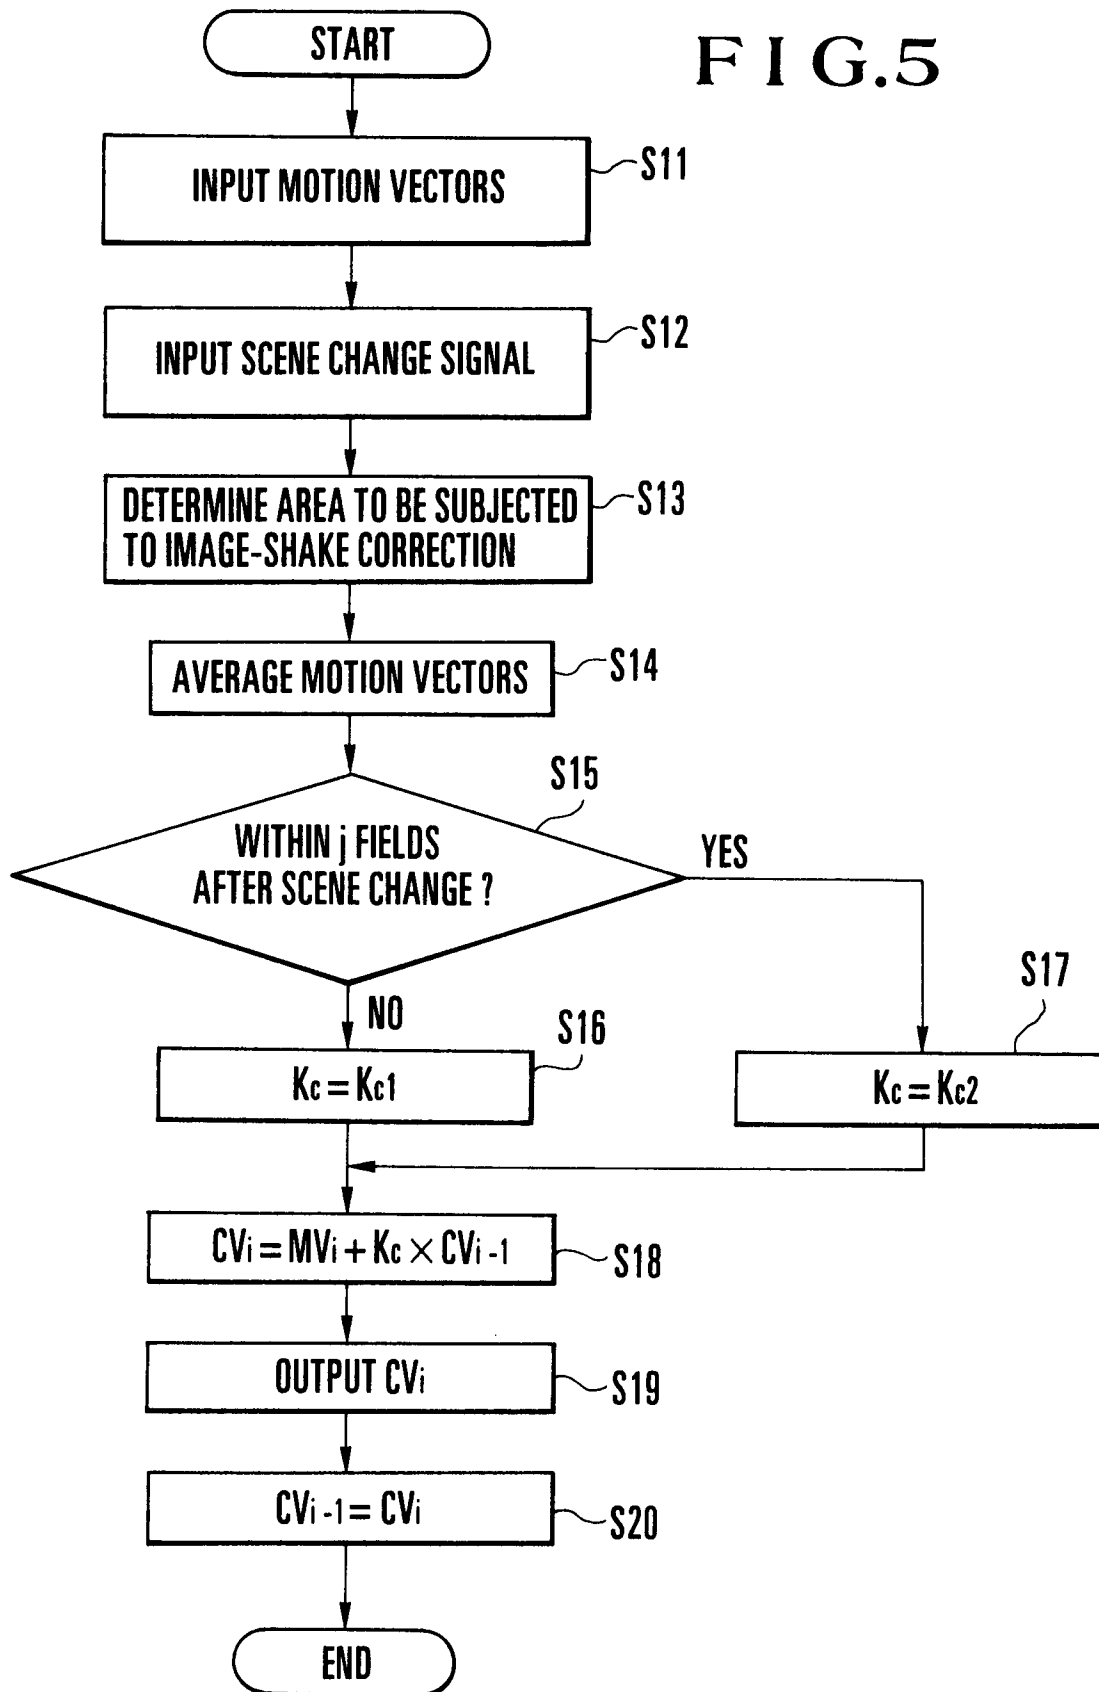 START
FIG.5
INPUT MOTION VECTORS
S11
INPUT SCENE CHANGE SIGNAL
S12
DETERMINE AREA TO BE SUBJECTED
TO IMAGE-SHAKE CORRECTION
S13
AVERAGE MOTION VECTORS
S14
S15
WITHIN j FIELDS
AFTER SCENE CHANGE ?
YES
NO
S16
S17
Kc = Kc1
Kc = Kc2
CVi = MVi + Kc × CVi-1
S18
OUTPUT CVi
S19
CVi-1 = CVi
S20
END